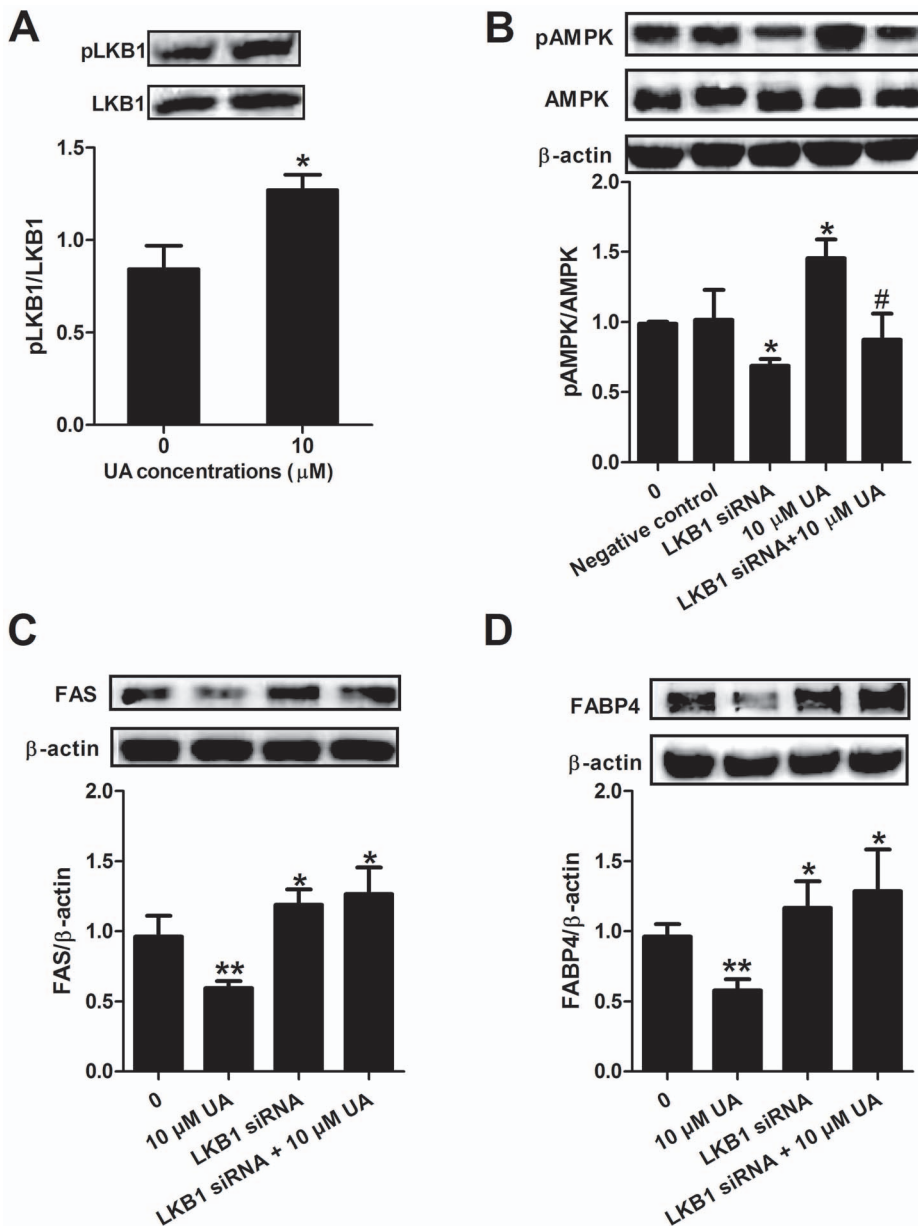 A
pLKB1
LKB1
1.5
*
1.0
0.5
0.0
pLKB1/LKB1
0
10
UA concentrations (μM)
B
pAMPK
AMPK
β-actin
2.0
1.5
1.0
0.5
0.0
pAMPK/AMPK
*
*
#
0
Negative control
LKB1 siRNA
10 μM UA
LKB1 siRNA+10 μM UA
C
FAS
β-actin
2.0
1.5
1.0
0.5
0.0
FAS/β-actin
**
*
*
0
10 μM UA
LKB1 siRNA
LKB1 siRNA + 10 μM UA
D
FABP4
β-actin
2.0
1.5
1.0
0.5
0.0
FABP4/β-actin
**
*
*
0
10 μM UA
LKB1 siRNA
LKB1 siRNA + 10 μM UA